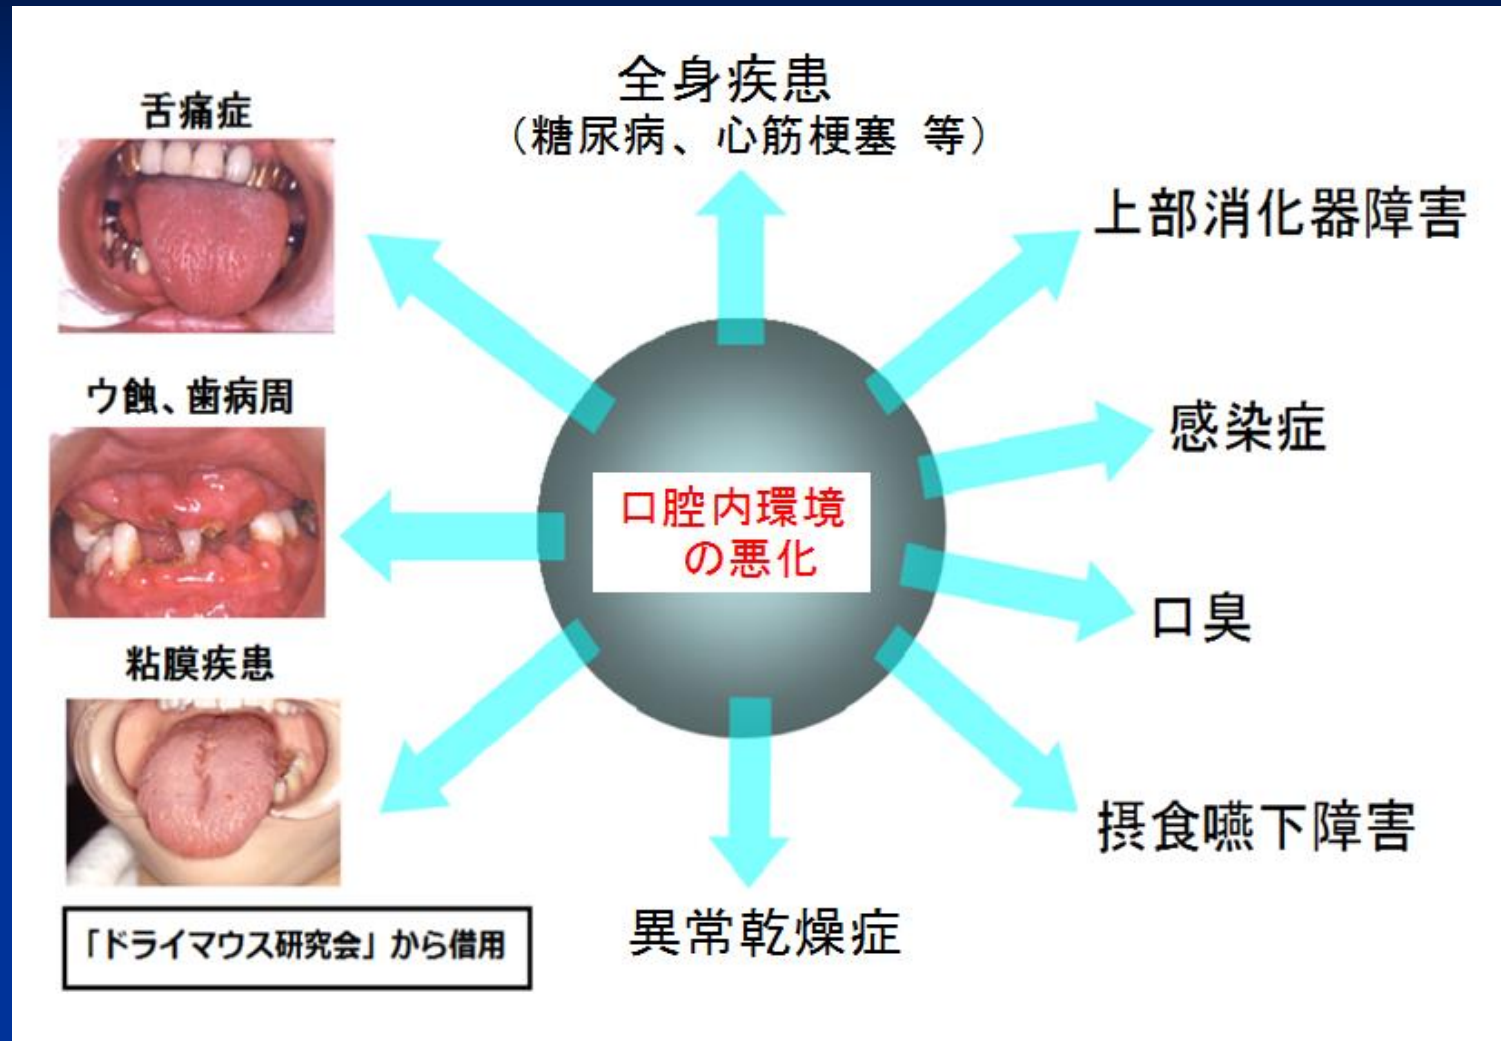 全身疾患
（糖尿病、心筋梗塞 等）
舌痛症
上部消化器障害
ウ蝕、歯病周
感染症
口腔内環境
の悪化
口臭
粘膜疾患
摂食嚥下障害
異常乾燥症
「ドライマウス研究会」から借用